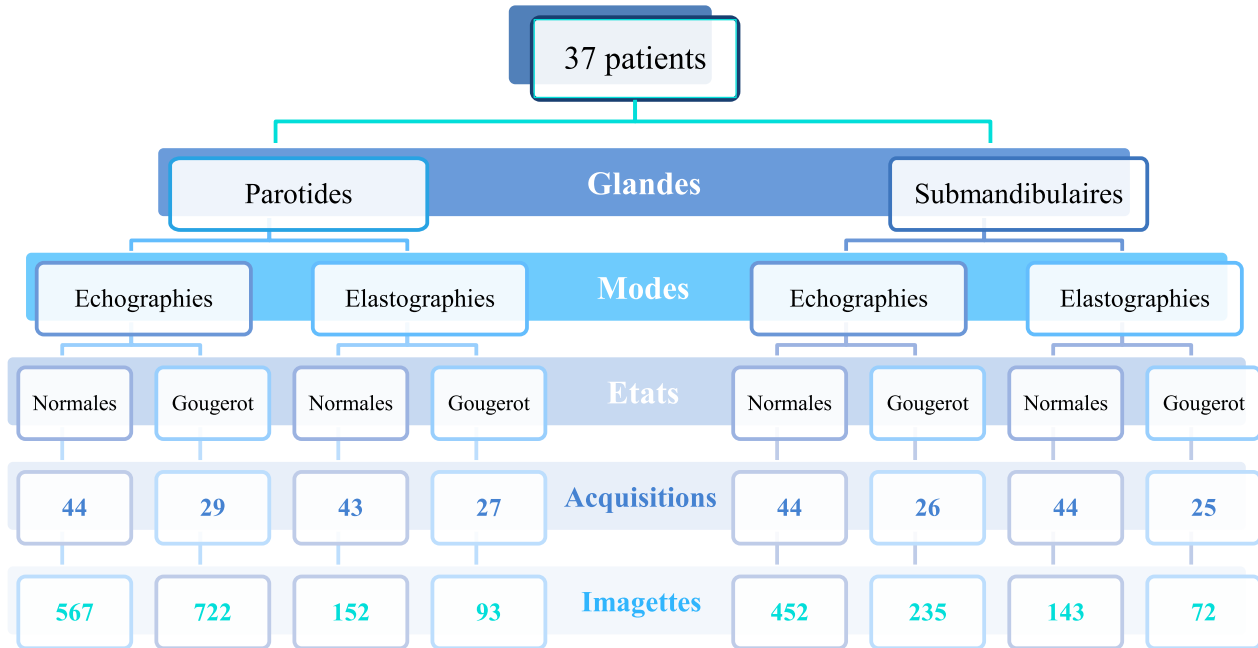 37 patients
Parotides Glandes Submandibulaires
Echographies Elastographies Modes Echographies Elastographies
Normales Gougerot Normales Gougerot Etats Normales Gougerot Normales Gougerot
44 29 43 27 Acquisitions 44 26 44 25
567 722 152 93 Imagettes 452 235 143 72